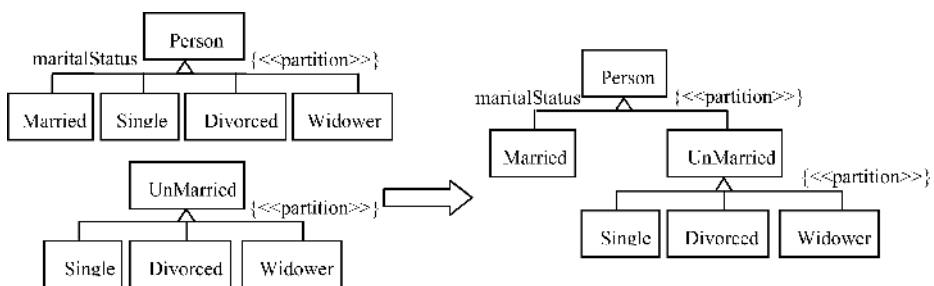 Person
maritalStatus {<<partition>>}
Married Single Divorced Widower
UnMarried
{<<partition>>}
Single Divorced Widower
Person
maritalStatus {<<partition>>}
Married UnMarried
{<<partition>>}
Single Divorced Widower